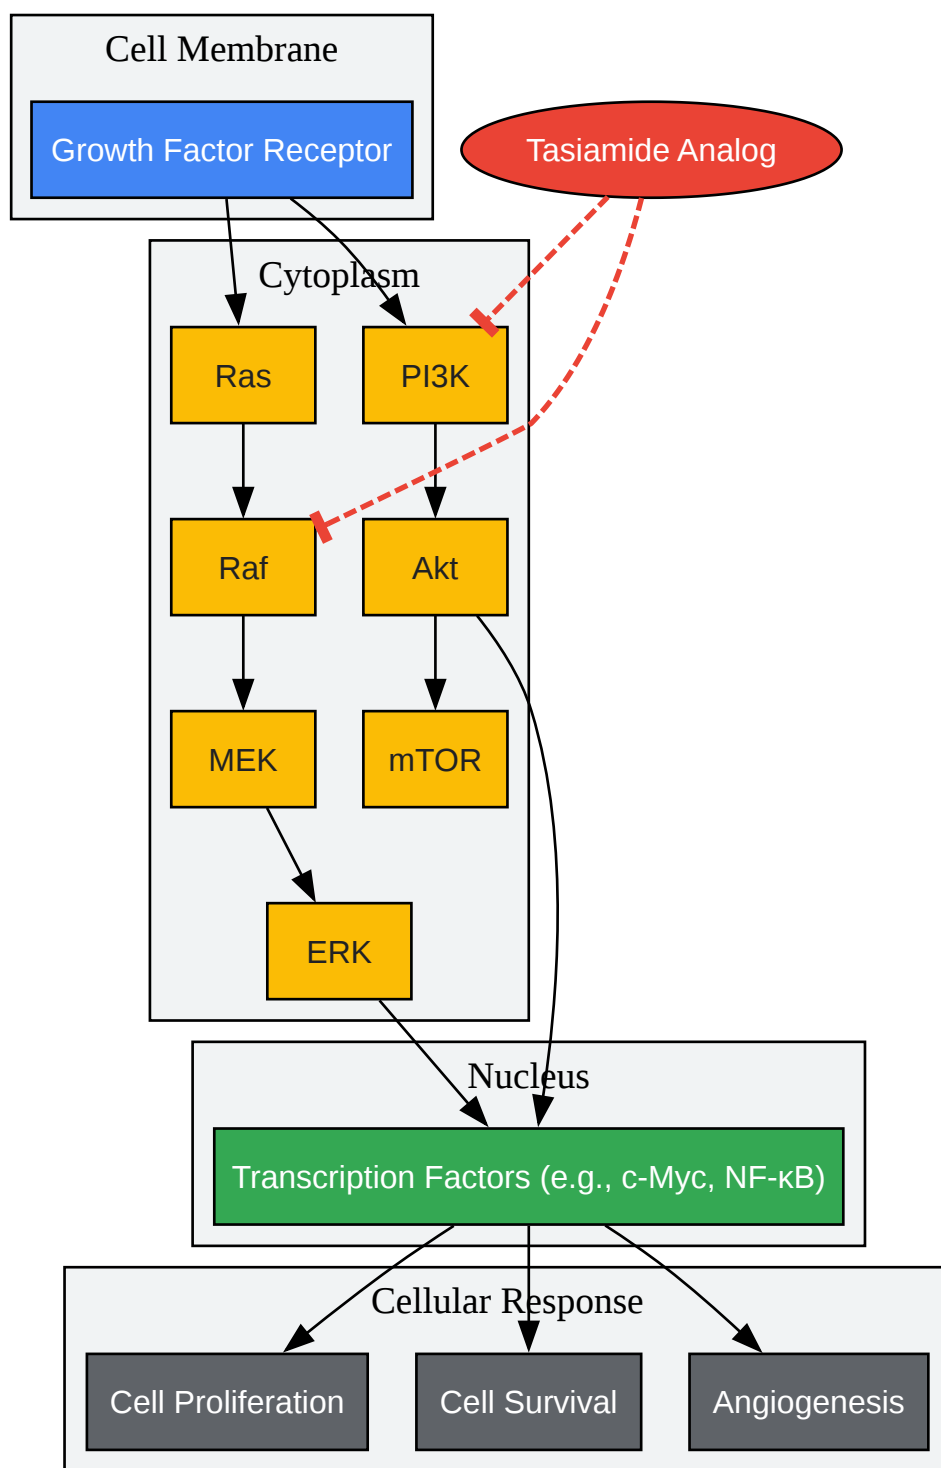 Cell Membrane
Growth Factor Receptor
Tasiamide Analog
Cytoplasm
Ras
PI3K
Raf
Akt
MEK
mTOR
ERK
Nucleus
Transcription Factors (e.g., c-Myc, NF-κB)
Cellular Response
Cell Proliferation
Cell Survival
Angiogenesis